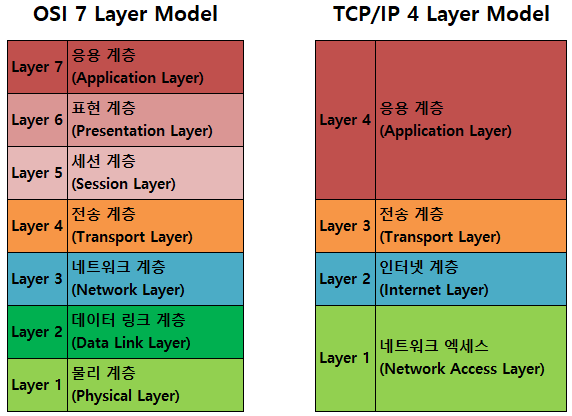 OSI 7 Layer Model
Layer 7
응용 계층
(Application Layer)
Layer 6
표현 계층
(Presentation Layer)
Layer 5
세션 계층
(Session Layer)
Layer 4
전송 계층
(Transport Layer)
Layer 3
네트워크 계층
(Network Layer)
Layer 2
데이터 링크 계층
(Data Link Layer)
Layer 1
물리 계층
(Physical Layer)
TCP/IP 4 Layer Model
Layer 4
응용 계층
(Application Layer)
Layer 3
전송 계층
(Transport Layer)
Layer 2
인터넷 계층
(Internet Layer)
Layer 1
네트워크 엑세스
(Network Access Layer)